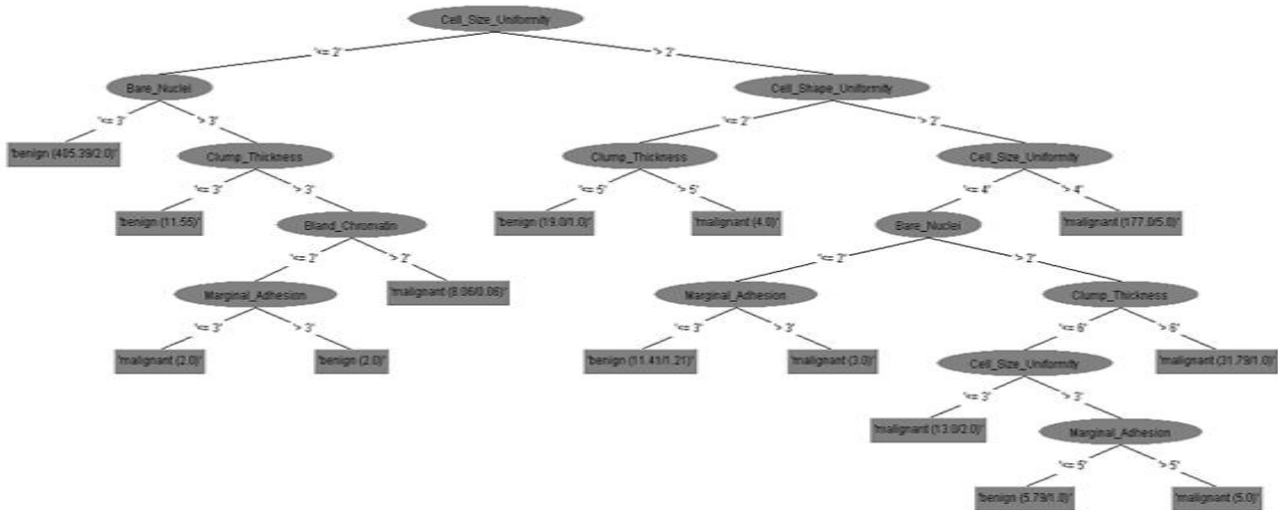 Cell_Size_Uniformity
'<= 2' '> 2'
Bare_Nuclei Cell_Shape_Uniformity
'<= 3' '> 3' '<= 2' '> 2'
'benign (405.39/2.0)' Clump_Thickness Clump_Thickness Cell_Size_Uniformity
'<= 3' '> 3' '<= 5' '> 5' '<= 4' '> 4'
'benign (11.55)' Bland_Chromatin 'benign (19.0/1.0)' 'malignant (4.0)' Bare_Nuclei 'malignant (177.0/5.0)'
'<= 2' '> 2' '<= 2' '> 2'
Marginal_Adhesion 'malignant (8.06/0.06)' Marginal_Adhesion Clump_Thickness
'<= 3' '> 3' '<= 3' '> 3' '<= 6' '> 6'
'malignant (2.0)' 'benign (2.0)' 'benign (11.41/1.21)' 'malignant (3.0)' Cell_Size_Uniformity 'malignant (31.79/1.0)'
'<= 3' '> 3'
'malignant (13.0/2.0)' Marginal_Adhesion
'<= 5' '> 5'
'benign (5.79/1.0)' 'malignant (5.0)'